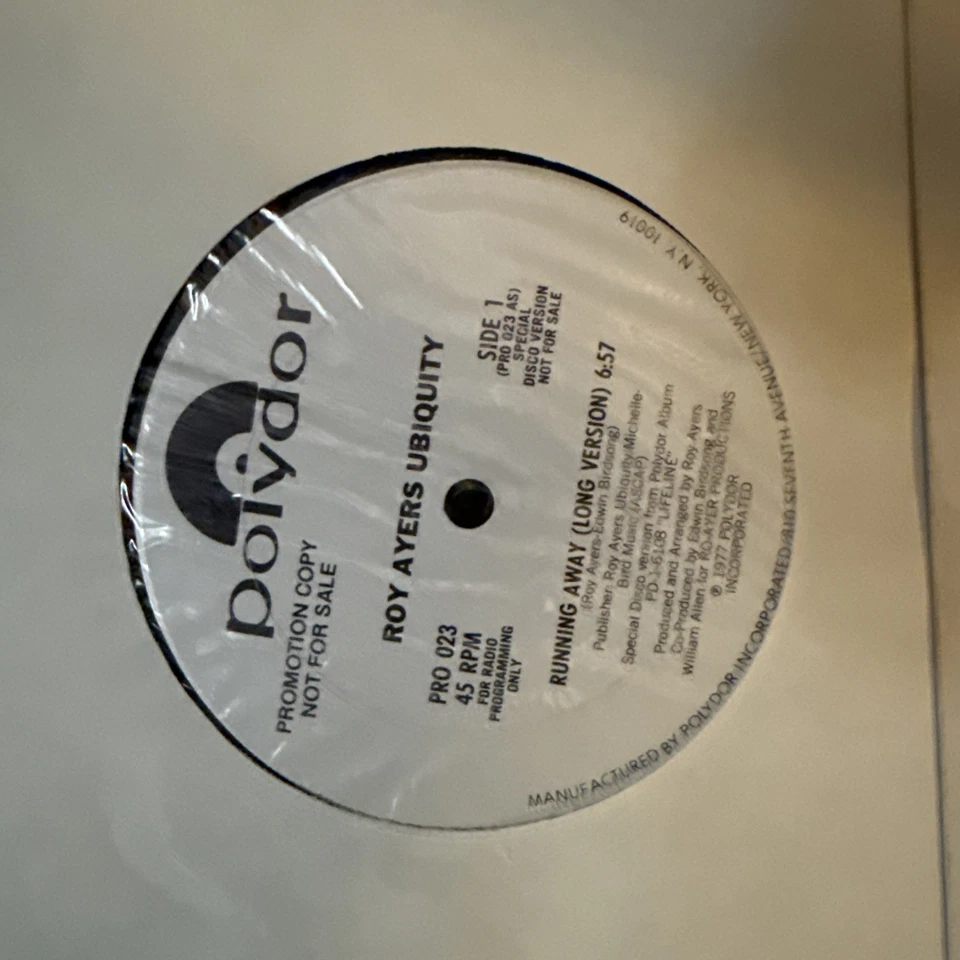 polydor
PROMOTION COPY
NOT FOR SALE
ROY AYERS UBIQUITY
PRO 023
45 RPM
FOR RADIO
PROGRAMMING
ONLY
SIDE 1
(PRO 023 AS)
SPECIAL
DISCO VERSION
NOT FOR SALE
RUNNING AWAY (LONG VERSION) 6:57
(Roy Ayers-Edwin Birdsong)
Publisher: Roy Ayers Ubiquity/Michelle-
Bird Music (ASCAP)
Special Disco version from Polydor Album
PD-1-6108 "LIFELINE"
Produced and Arranged by Roy Ayers
Co-Produced by Edwin Birdsong and
William Allen for RO-AYER PRODUCTIONS
℗ 1977 POLYDOR
INCORPORATED
MANUFACTURED BY POLYDOR INCORPORATED/810 SEVENTH AVENUE/NEW YORK, N.Y. 10019